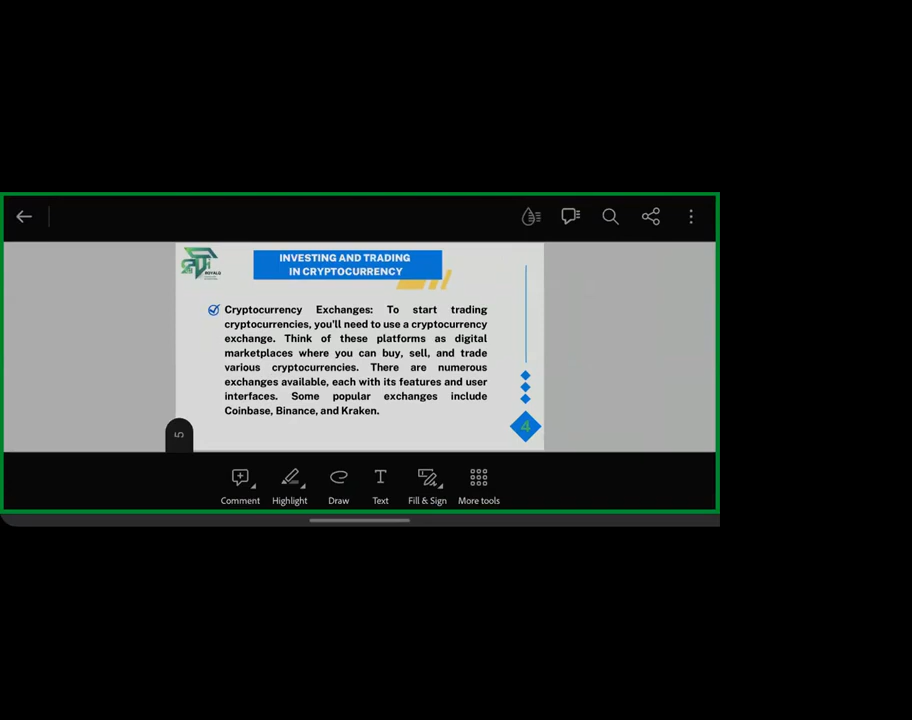 INVESTING AND TRADING
IN CRYPTOCURRENCY
Cryptocurrency Exchanges: To start trading
cryptocurrencies, you'll need to use a cryptocurrency
exchange. Think of these platforms as digital
marketplaces where you can buy, sell, and trade
various cryptocurrencies. There are numerous
exchanges available, each with its features and user
interfaces. Some popular exchanges include
Coinbase, Binance, and Kraken.
4
5
Comment
Highlight
Draw
Text
Fill & Sign
More tools